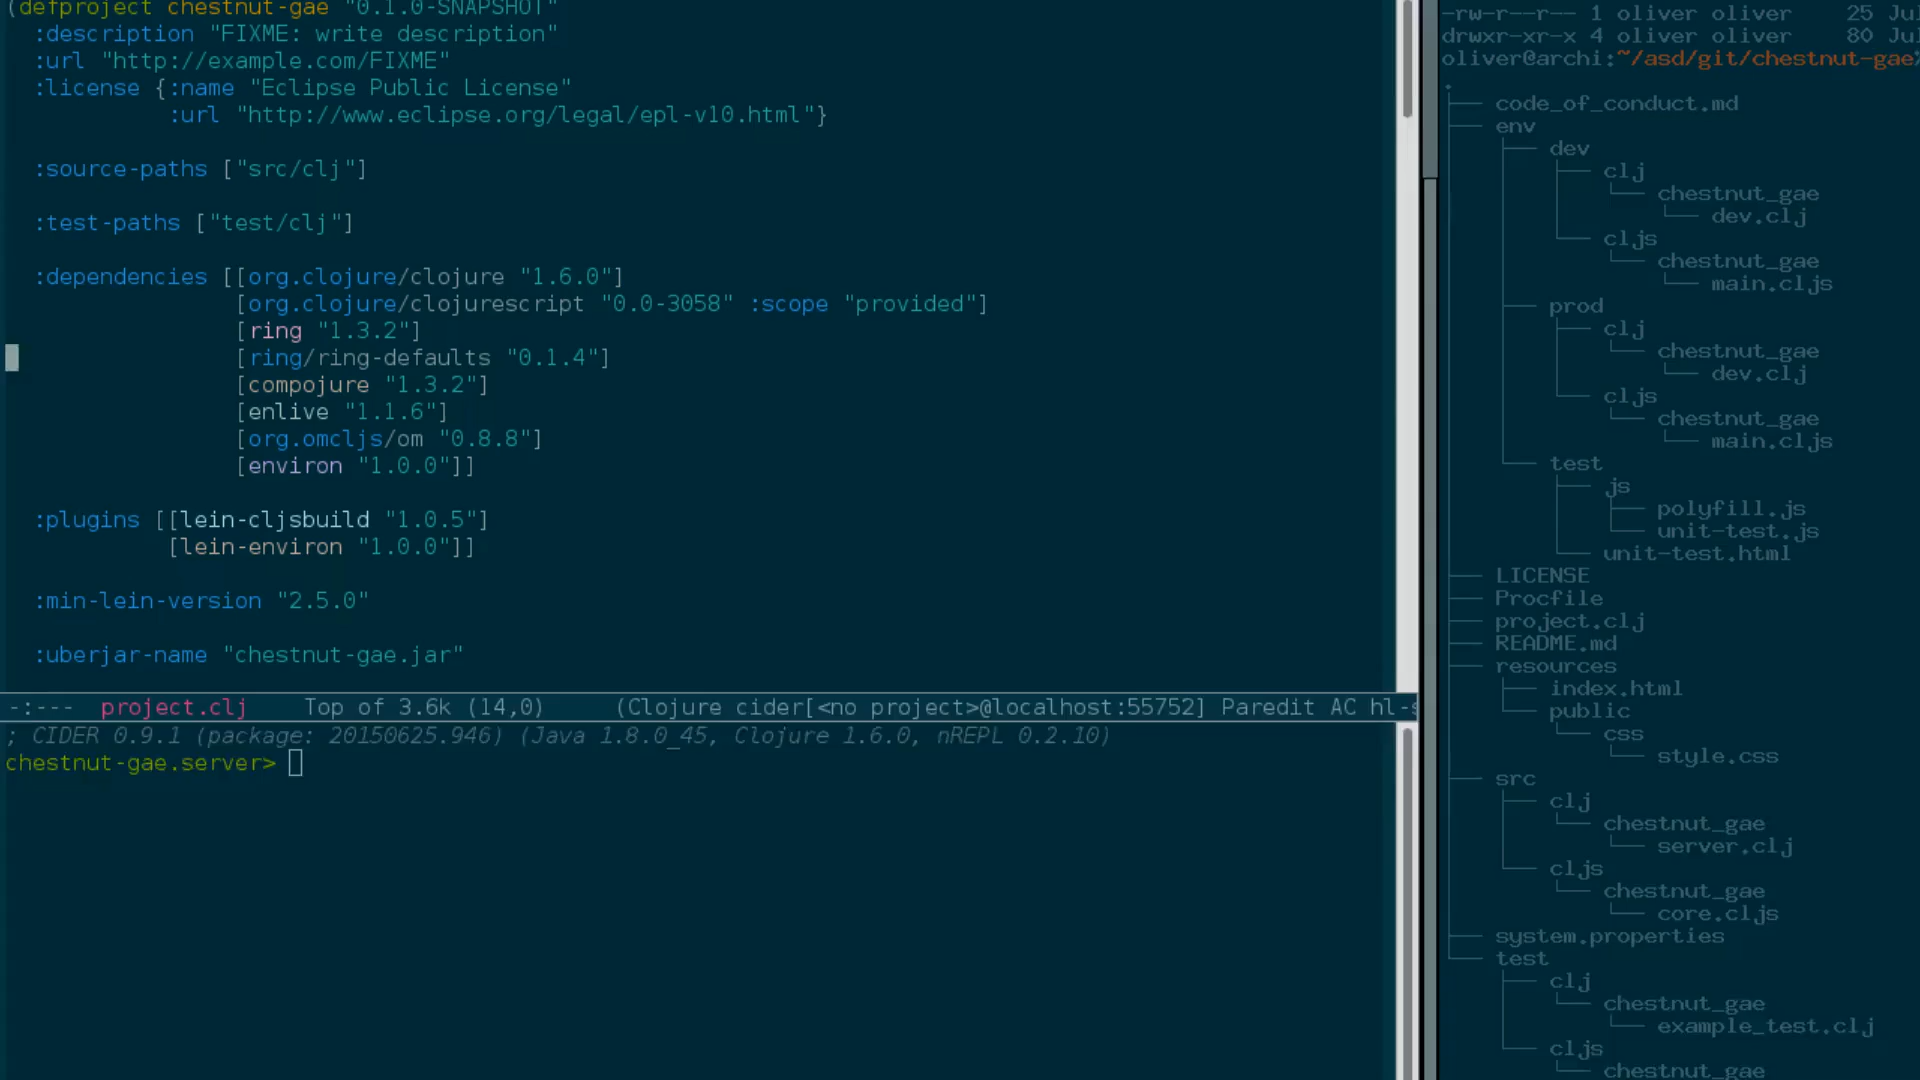 (defproject chestnut-gae "0.1.0-SNAPSHOT"
:description "FIXME: write description"
:url "http://example.com/FIXME"
:license {:name "Eclipse Public License"
:url "http://www.eclipse.org/legal/epl-v10.html"}
:source-paths ["src/clj"]
:test-paths ["test/clj"]
:dependencies [[org.clojure/clojure "1.6.0"]
[org.clojure/clojurescript "0.0-3058" :scope "provided"]
[ring "1.3.2"]
[ring/ring-defaults "0.1.4"]
[compojure "1.3.2"]
[enlive "1.1.6"]
[org.omcljs/om "0.8.8"]
[environ "1.0.0"]]
:plugins [[lein-cljsbuild "1.0.5"]
[lein-environ "1.0.0"]]
:min-lein-version "2.5.0"
:uberjar-name "chestnut-gae.jar"
-:--- project.clj Top of 3.6k (14,0) (Clojure cider[<no project>@localhost:55752] Paredit AC hl-s
; CIDER 0.9.1 (package: 20150625.946) (Java 1.8.0_45, Clojure 1.6.0, nREPL 0.2.10)
chestnut-gae.server>
-rw-r--r-- 1 oliver oliver 25 Jul
drwxr-xr-x 4 oliver oliver 80 Jul
oliver@archi:~/asd/git/chestnut-gae
.
├── code_of_conduct.md
├── env
│   ├── dev
│   │   ├── clj
│   │   │   └── chestnut_gae
│   │   │       └── dev.clj
│   │   └── cljs
│   │       └── chestnut_gae
│   │           └── main.cljs
│   ├── prod
│   │   ├── clj
│   │   │   └── chestnut_gae
│   │   │       └── dev.clj
│   │   └── cljs
│   │       └── chestnut_gae
│   │           └── main.cljs
│   └── test
│       ├── js
│       │   ├── polyfill.js
│       │   └── unit-test.js
│       └── unit-test.html
├── LICENSE
├── Procfile
├── project.clj
├── README.md
├── resources
│   ├── index.html
│   └── public
│       └── css
│           └── style.css
├── src
│   ├── clj
│   │   └── chestnut_gae
│   │       └── server.clj
│   └── cljs
│       └── chestnut_gae
│           └── core.cljs
├── system.properties
└── test
    ├── clj
    │   └── chestnut_gae
    │       └── example_test.clj
    └── cljs
        └── chestnut_gae